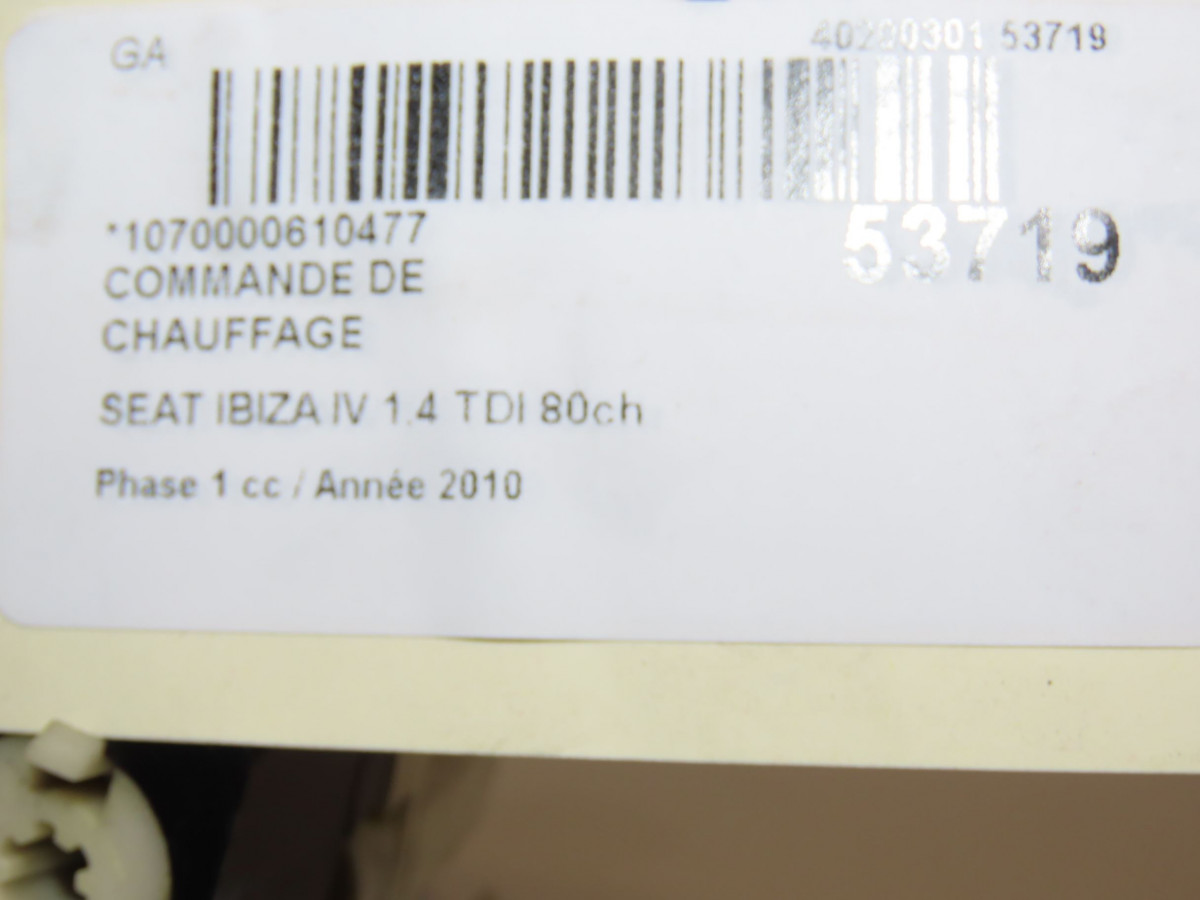 GA
40200301 53719
*1070000610477
53719
COMMANDE DE
CHAUFFAGE
SEAT IBIZA IV 1.4 TDI 80ch
Phase 1 cc / Année 2010